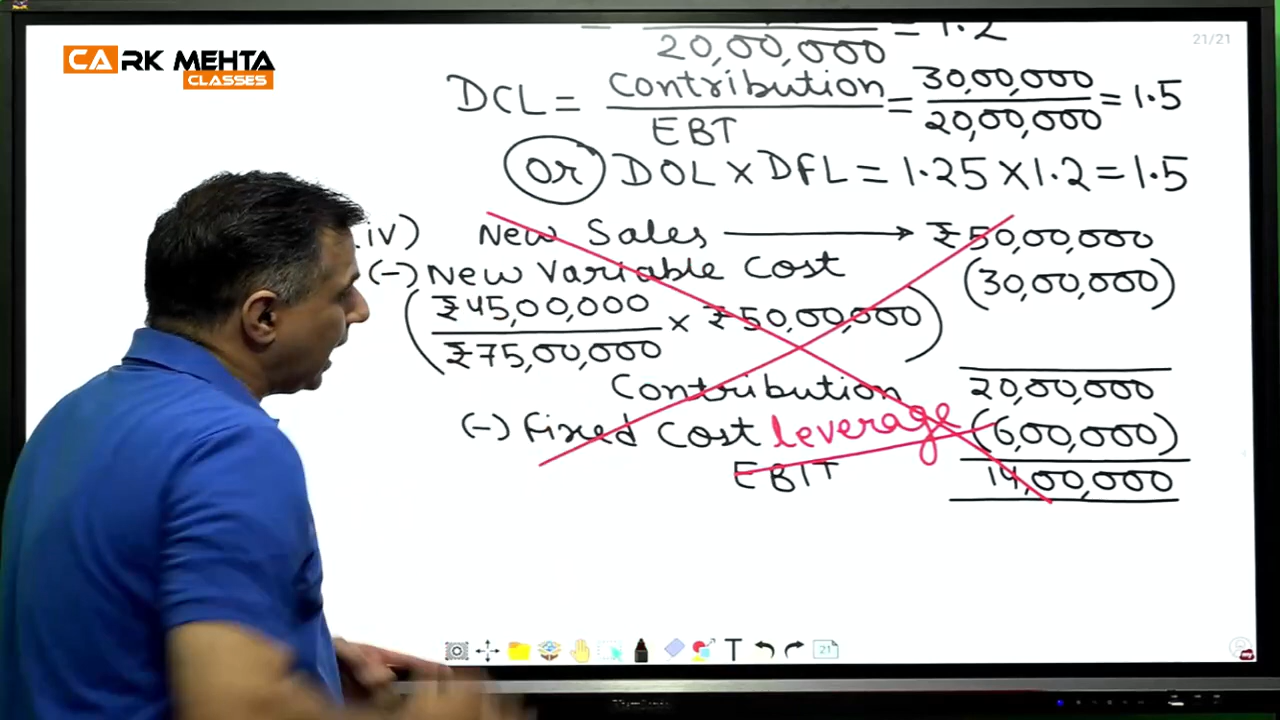 CARK MEHTA
CLASSES
21/21
= 20,00,000 = 1.2
DCL = Contribution / EBT = 30,00,000 / 20,00,000 = 1.5
Or DOL × DFL = 1.25 × 1.2 = 1.5
iv) New Sales → ₹50,00,000
(-) New Variable Cost (30,00,000)
(₹45,00,000 / ₹75,00,000 × ₹50,00,000)
Contribution 20,00,000
(-) Fixed Cost leverage (6,00,000)
EBIT 14,00,000
T 21